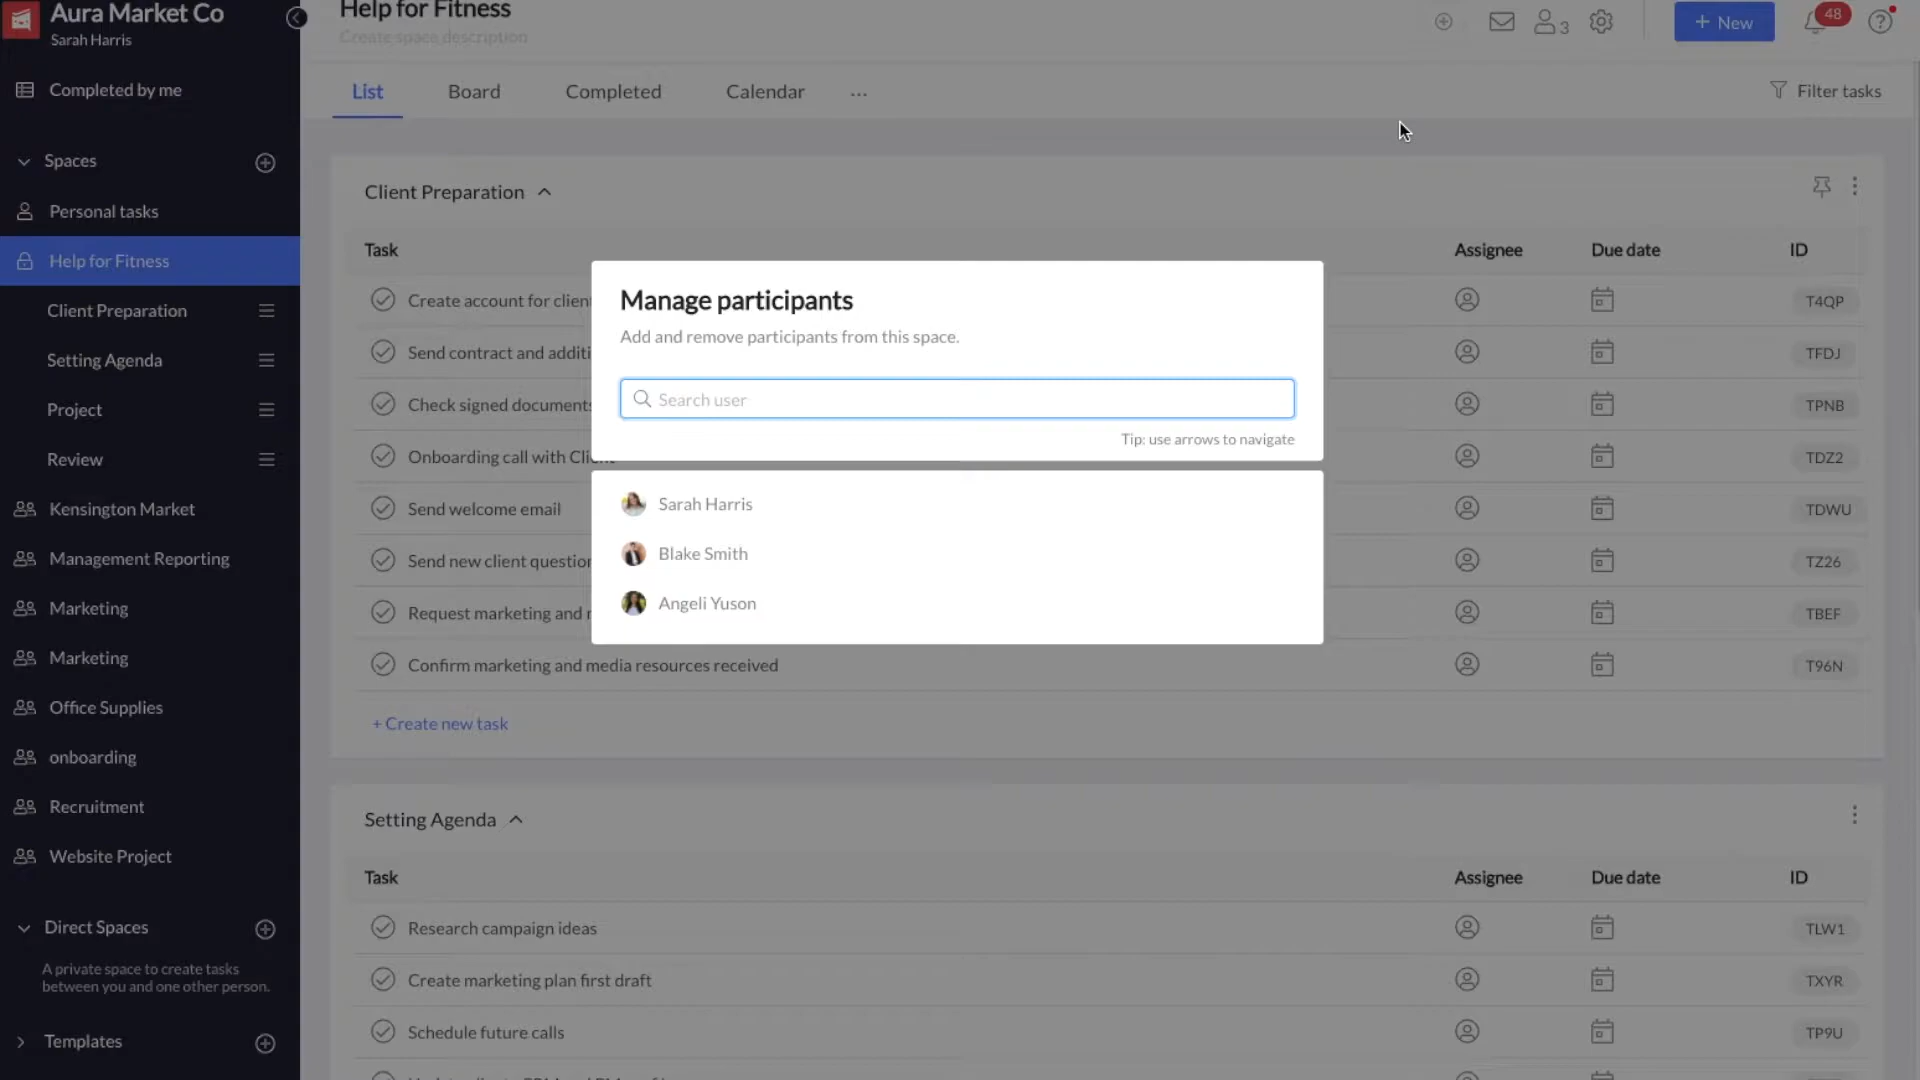 Aura Market Co
Sarah Harris
Completed by me
Spaces
Personal tasks
Help for Fitness
Client Preparation
Setting Agenda
Project
Review
Kensington Market
Management Reporting
Marketing
Marketing
Office Supplies
onboarding
Recruitment
Website Project
Direct Spaces
A private space to create tasks
between you and one other person.
Templates
Help for Fitness
Create space description
3
+ New
48
?
List
Board
Completed
Calendar
...
Filter tasks
Client Preparation
Task Assignee Due date ID
Create account for clien T4QP
Send contract and additi TFDJ
Check signed documents TPNB
Onboarding call with Clien TDZ2
Send welcome email TDWU
Send new client question TZ26
Request marketing and TBEF
Confirm marketing and media resources received T96N
+ Create new task
Manage participants
Add and remove participants from this space.
Search user
Tip: use arrows to navigate
Sarah Harris
Blake Smith
Angeli Yuson
Setting Agenda
Task Assignee Due date ID
Research campaign ideas TLW1
Create marketing plan first draft TXYR
Schedule future calls TP9U